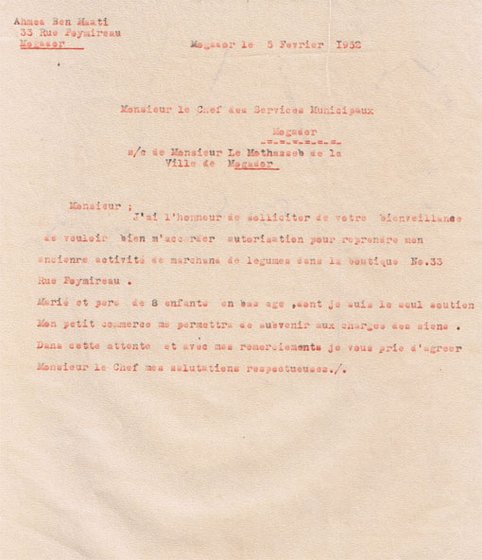 Ahmed Ben Maati
33 Rue Peymireau
Mogador
Mogador le 5 Fevrier 1952
Monsieur le Chef des Services Municipaux
Mogador
s/c de Monsieur Le Mothasseb de la
Ville de Mogador
Monsieur ;
J'ai l'honneur de solliciter de votre bienveillance
de vouloir bien m'accorder autorisation pour reprendre mon
ancienne activité de marchand de legumes dans la boutique No.33
Rue Feymireau .
Marié et pere de 8 enfants en bas age ,dont je suis le seul soutien
Mon petit commerce me permettra de subvenir aux charges des siens .
Dans cette attente et avec mes remerciements je vous prie d'agreer
Monsieur le Chef mes salutations respectueuses./.